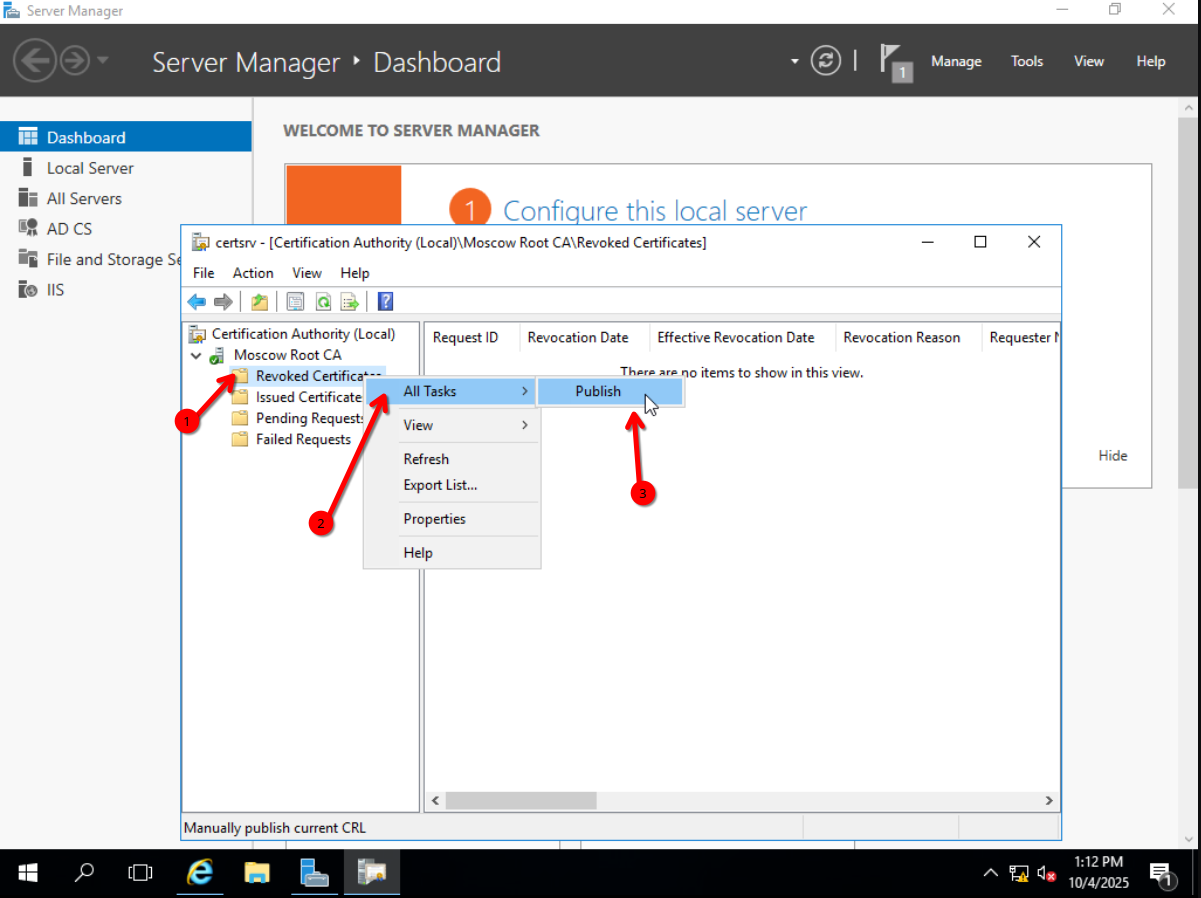 Server Manager
Server Manager ‣ Dashboard
1
Manage
Tools
View
Help
Dashboard
Local Server
All Servers
AD CS
File and Storage Se
IIS
WELCOME TO SERVER MANAGER
1
Configure this local server
Hide
certsrv - [Certification Authority (Local)\Moscow Root CA\Revoked Certificates]
File
Action
View
Help
Certification Authority (Local)
Moscow Root CA
Revoked Certificates
Issued Certificates
Pending Requests
Failed Requests
Request ID
Revocation Date
Effective Revocation Date
Revocation Reason
Requester N
There are no items to show in this view.
All Tasks
Publish
View
Refresh
Export List...
Properties
Help
1
2
3
Manually publish current CRL
1:12 PM
10/4/2025
1